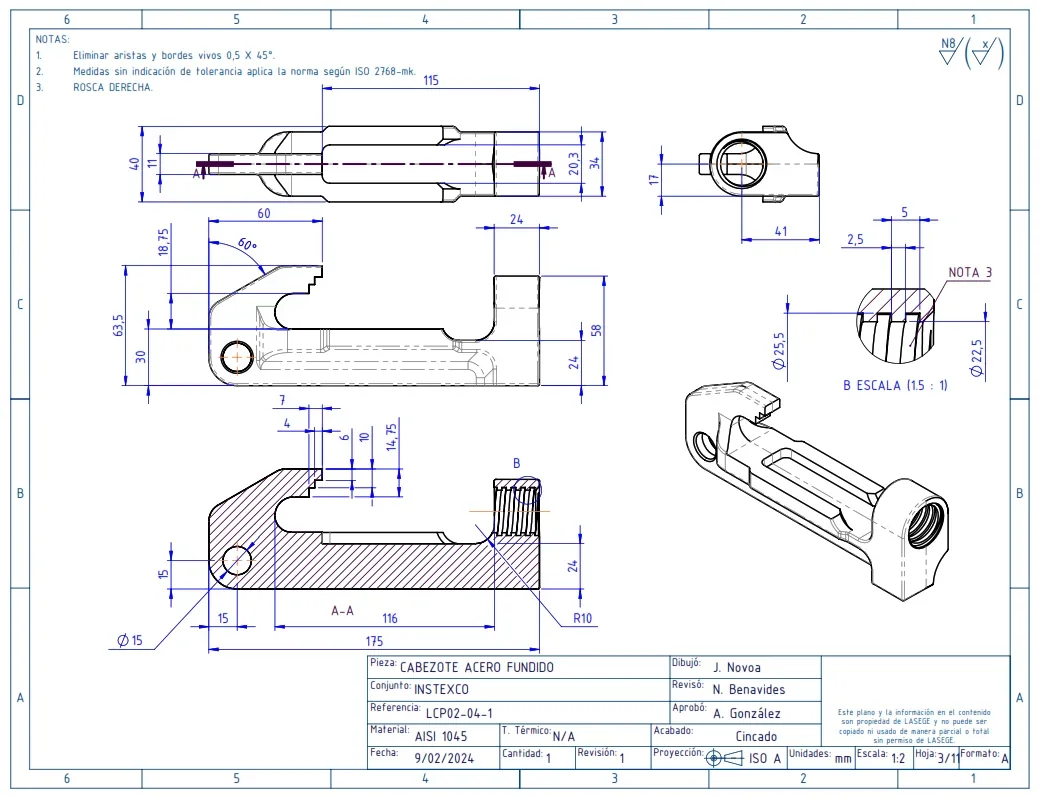 6 5 4 3 2 1
NOTAS:
1. Eliminar aristas y bordes vivos 0,5 X 45°.
2. Medidas sin indicación de tolerancia aplica la norma según ISO 2768-mk.
3. ROSCA DERECHA.
N8 ( x )
D D
115
40
11
A A
20,3
34
17
41
60
18,75
60°
24
63,5
30
58
24
5
2,5
NOTA 3
Ø25,5
Ø22,5
B ESCALA (1.5 : 1)
C C
7
4
6
10
14,75
B
B B
15
15
Ø15
A-A
116
175
R10
24
A A
Pieza: CABEZOTE ACERO FUNDIDO
Dibujó: J. Novoa
Conjunto: INSTEXCO
Revisó: N. Benavides
Referencia: LCP02-04-1
Aprobó: A. González
Este plano y la información en el contenido
son propiedad de LASEGE y no puede ser
copiado ni usado de manera parcial o total
sin permiso de LASEGE.
Material: AISI 1045
T. Térmico: N/A
Acabado: Cincado
Fecha: 9/02/2024
Cantidad: 1
Revisión: 1
Proyección: ISO A
Unidades: mm
Escala: 1:2
Hoja: 3/11
Formato: A
6 5 4 3 2 1